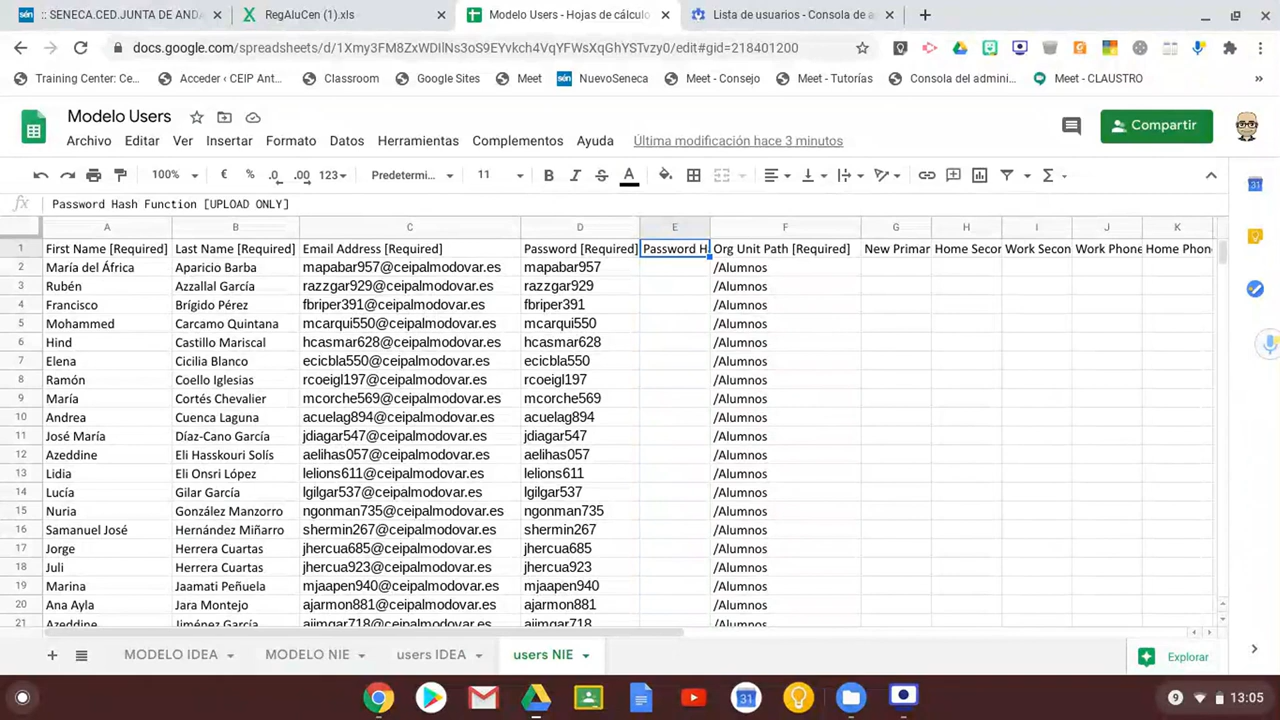 :: SENECA.CED.JUNTA DE AND
RegAluCen (1).xls
Modelo Users - Hojas de cálculo
Lista de usuarios - Consola de a
docs.google.com/spreadsheets/d/1Xmy3FM8ZxWDIlNs3oS9EYvkch4VqYFWsXqGhYSTvzy0/edit#gid=218401200
Training Center: Ce... Acceder ‹ CEIP Ant... Classroom Google Sites Meet NuevoSeneca Meet - Consejo Meet - Tutorías Consola del admini... Meet - CLAUSTRO »
Modelo Users
Compartir
Archivo Editar Ver Insertar Formato Datos Herramientas Complementos Ayuda Última modificación hace 3 minutos
100% € % .0 .00 123 Predetermi... 11 B I S A Σ
fx Password Hash Function [UPLOAD ONLY]
A B C D E F G H I J K
1 First Name [Required] Last Name [Required] Email Address [Required] Password [Required] Password H Org Unit Path [Required] New Primar Home Secor Work Secon Work Phone Home Phon
2 María del África Aparicio Barba mapabar957@ceipalmodovar.es mapabar957 /Alumnos
3 Rubén Azzallal García razzgar929@ceipalmodovar.es razzgar929 /Alumnos
4 Francisco Brígido Pérez fbriper391@ceipalmodovar.es fbriper391 /Alumnos
5 Mohammed Carcamo Quintana mcarqui550@ceipalmodovar.es mcarqui550 /Alumnos
6 Hind Castillo Mariscal hcasmar628@ceipalmodovar.es hcasmar628 /Alumnos
7 Elena Cicilia Blanco ecicbla550@ceipalmodovar.es ecicbla550 /Alumnos
8 Ramón Coello Iglesias rcoeigl197@ceipalmodovar.es rcoeigl197 /Alumnos
9 María Cortés Chevalier mcorche569@ceipalmodovar.es mcorche569 /Alumnos
10 Andrea Cuenca Laguna acuelag894@ceipalmodovar.es acuelag894 /Alumnos
11 José María Díaz-Cano García jdiagar547@ceipalmodovar.es jdiagar547 /Alumnos
12 Azeddine Eli Hasskouri Solís aelihas057@ceipalmodovar.es aelihas057 /Alumnos
13 Lidia Eli Onsri López lelions611@ceipalmodovar.es lelions611 /Alumnos
14 Lucía Gilar García lgilgar537@ceipalmodovar.es lgilgar537 /Alumnos
15 Nuria González Manzorro ngonman735@ceipalmodovar.es ngonman735 /Alumnos
16 Samanuel José Hernández Miñarro shermin267@ceipalmodovar.es shermin267 /Alumnos
17 Jorge Herrera Cuartas jhercua685@ceipalmodovar.es jhercua685 /Alumnos
18 Juli Herrera Cuartas jhercua923@ceipalmodovar.es jhercua923 /Alumnos
19 Marina Jaamati Peñuela mjaapen940@ceipalmodovar.es mjaapen940 /Alumnos
20 Ana Ayla Jara Montejo ajarmon881@ceipalmodovar.es ajarmon881 /Alumnos
21 Azeddine Jiménez García ajimgar718@ceipalmodovar.es ajimgar718 /Alumnos
MODELO IDEA MODELO NIE users IDEA users NIE Explorar
9 13:05